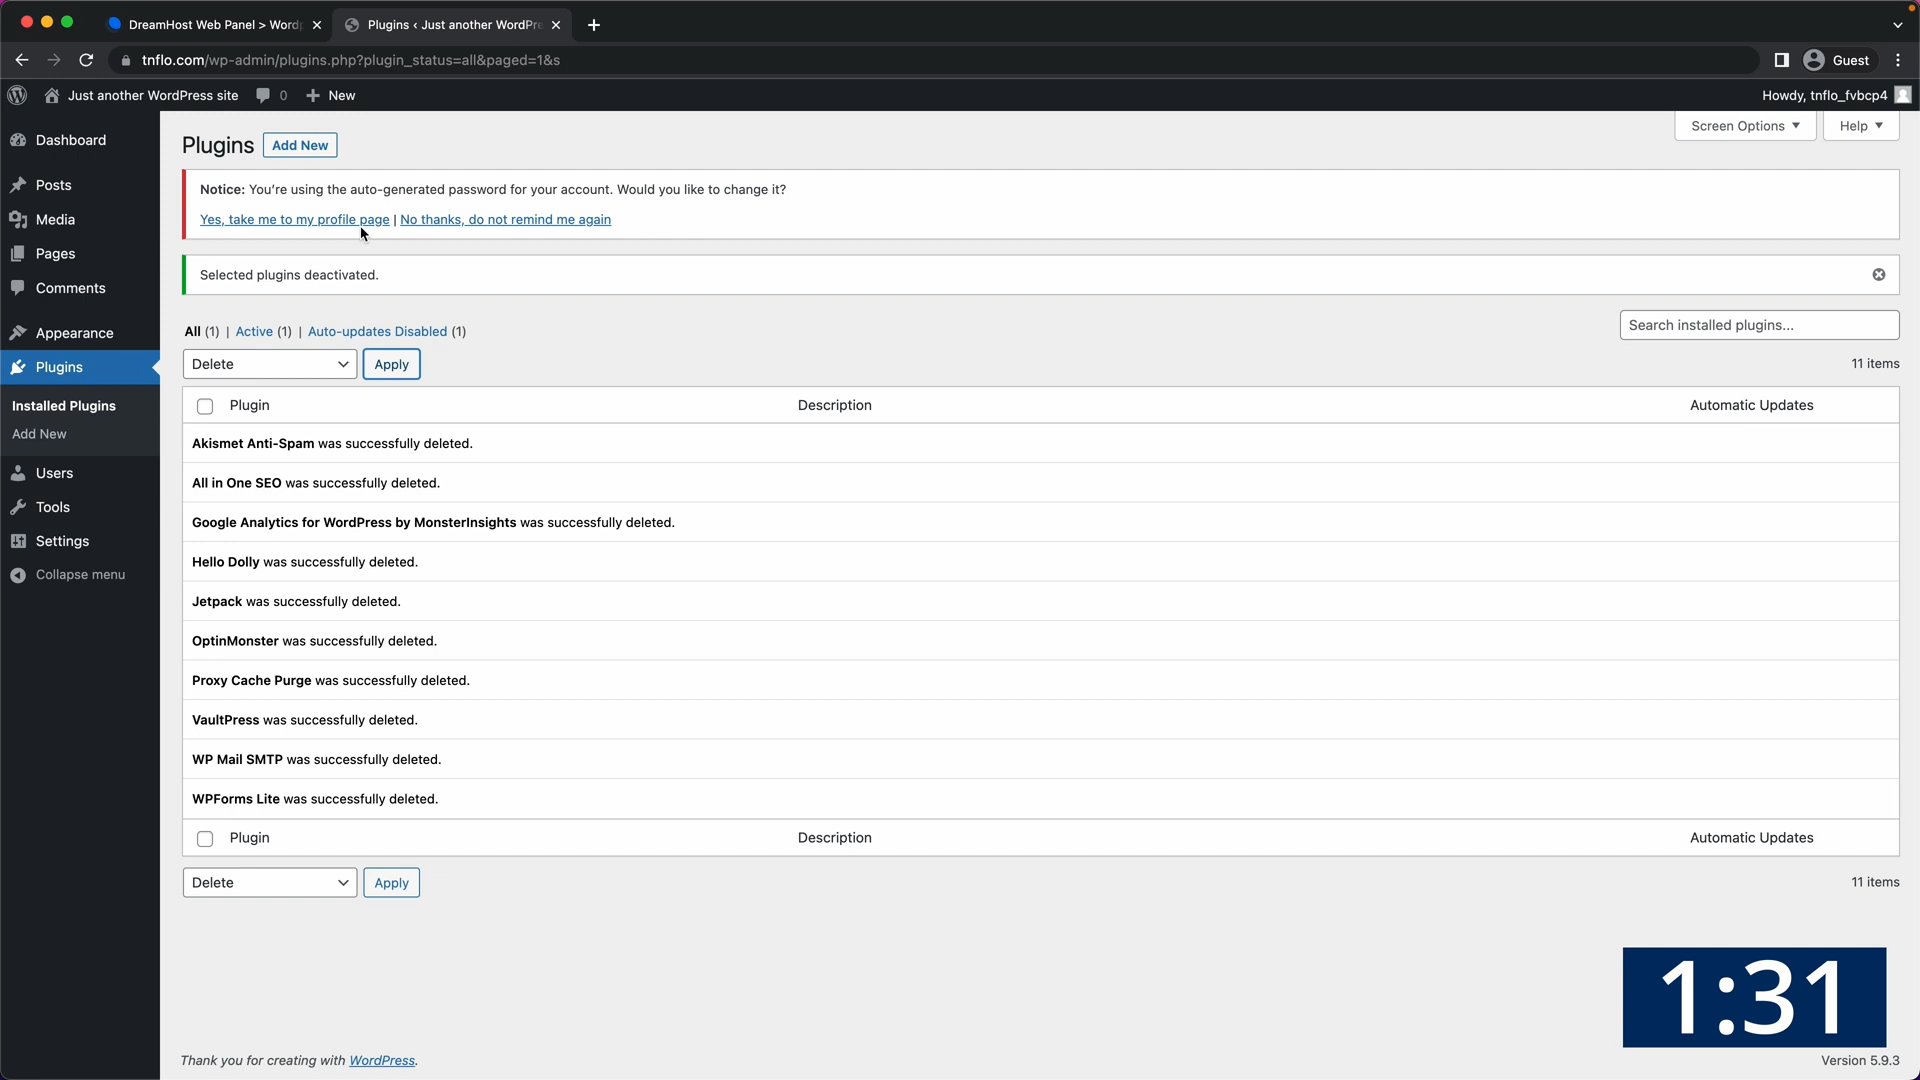 DreamHost Web Panel > Word
Plugins ‹ Just another WordPre
tnflo.com/wp-admin/plugins.php?plugin_status=all&paged=1&s
Guest
Just another WordPress site
0
New
Howdy, tnflo_fvbcp4
Dashboard
Posts
Media
Pages
Comments
Appearance
Plugins
Installed Plugins
Add New
Users
Tools
Settings
Collapse menu
Screen Options
Help
Plugins
Add New
Notice: You’re using the auto-generated password for your account. Would you like to change it?
Yes, take me to my profile page | No thanks, do not remind me again
Selected plugins deactivated.
All (1) | Active (1) | Auto-updates Disabled (1)
Search installed plugins...
Delete
Apply
11 items
Plugin Description Automatic Updates
Akismet Anti-Spam was successfully deleted.
All in One SEO was successfully deleted.
Google Analytics for WordPress by MonsterInsights was successfully deleted.
Hello Dolly was successfully deleted.
Jetpack was successfully deleted.
OptinMonster was successfully deleted.
Proxy Cache Purge was successfully deleted.
VaultPress was successfully deleted.
WP Mail SMTP was successfully deleted.
WPForms Lite was successfully deleted.
Plugin Description Automatic Updates
Delete
Apply
11 items
1:31
Thank you for creating with WordPress.
Version 5.9.3